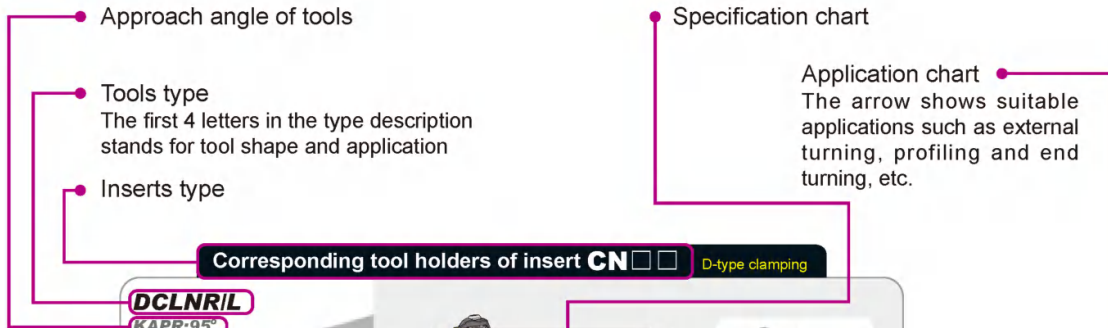 Approach angle of tools
Specification chart
Application chart
The arrow shows suitable
applications such as external
turning, profiling and end
turning, etc.
Tools type
The first 4 letters in the type description
stands for tool shape and application
Inserts type
Corresponding tool holders of insert CN□□ D-type clamping
DCLNR/L
KAPR:95°